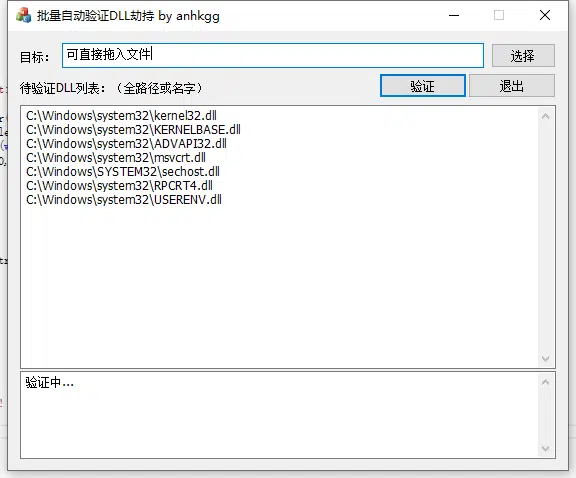 批量自动验证DLL劫持 by anhkgg
目标： 可直接拖入文件 选择
待验证DLL列表：（全路径或名字） 验证 退出
C:\Windows\system32\kernel32.dll
C:\Windows\system32\KERNELBASE.dll
C:\Windows\system32\ADVAPI32.dll
C:\Windows\system32\msvcrt.dll
C:\Windows\SYSTEM32\sechost.dll
C:\Windows\system32\RPCRT4.dll
C:\Windows\system32\USERENV.dll
验证中...